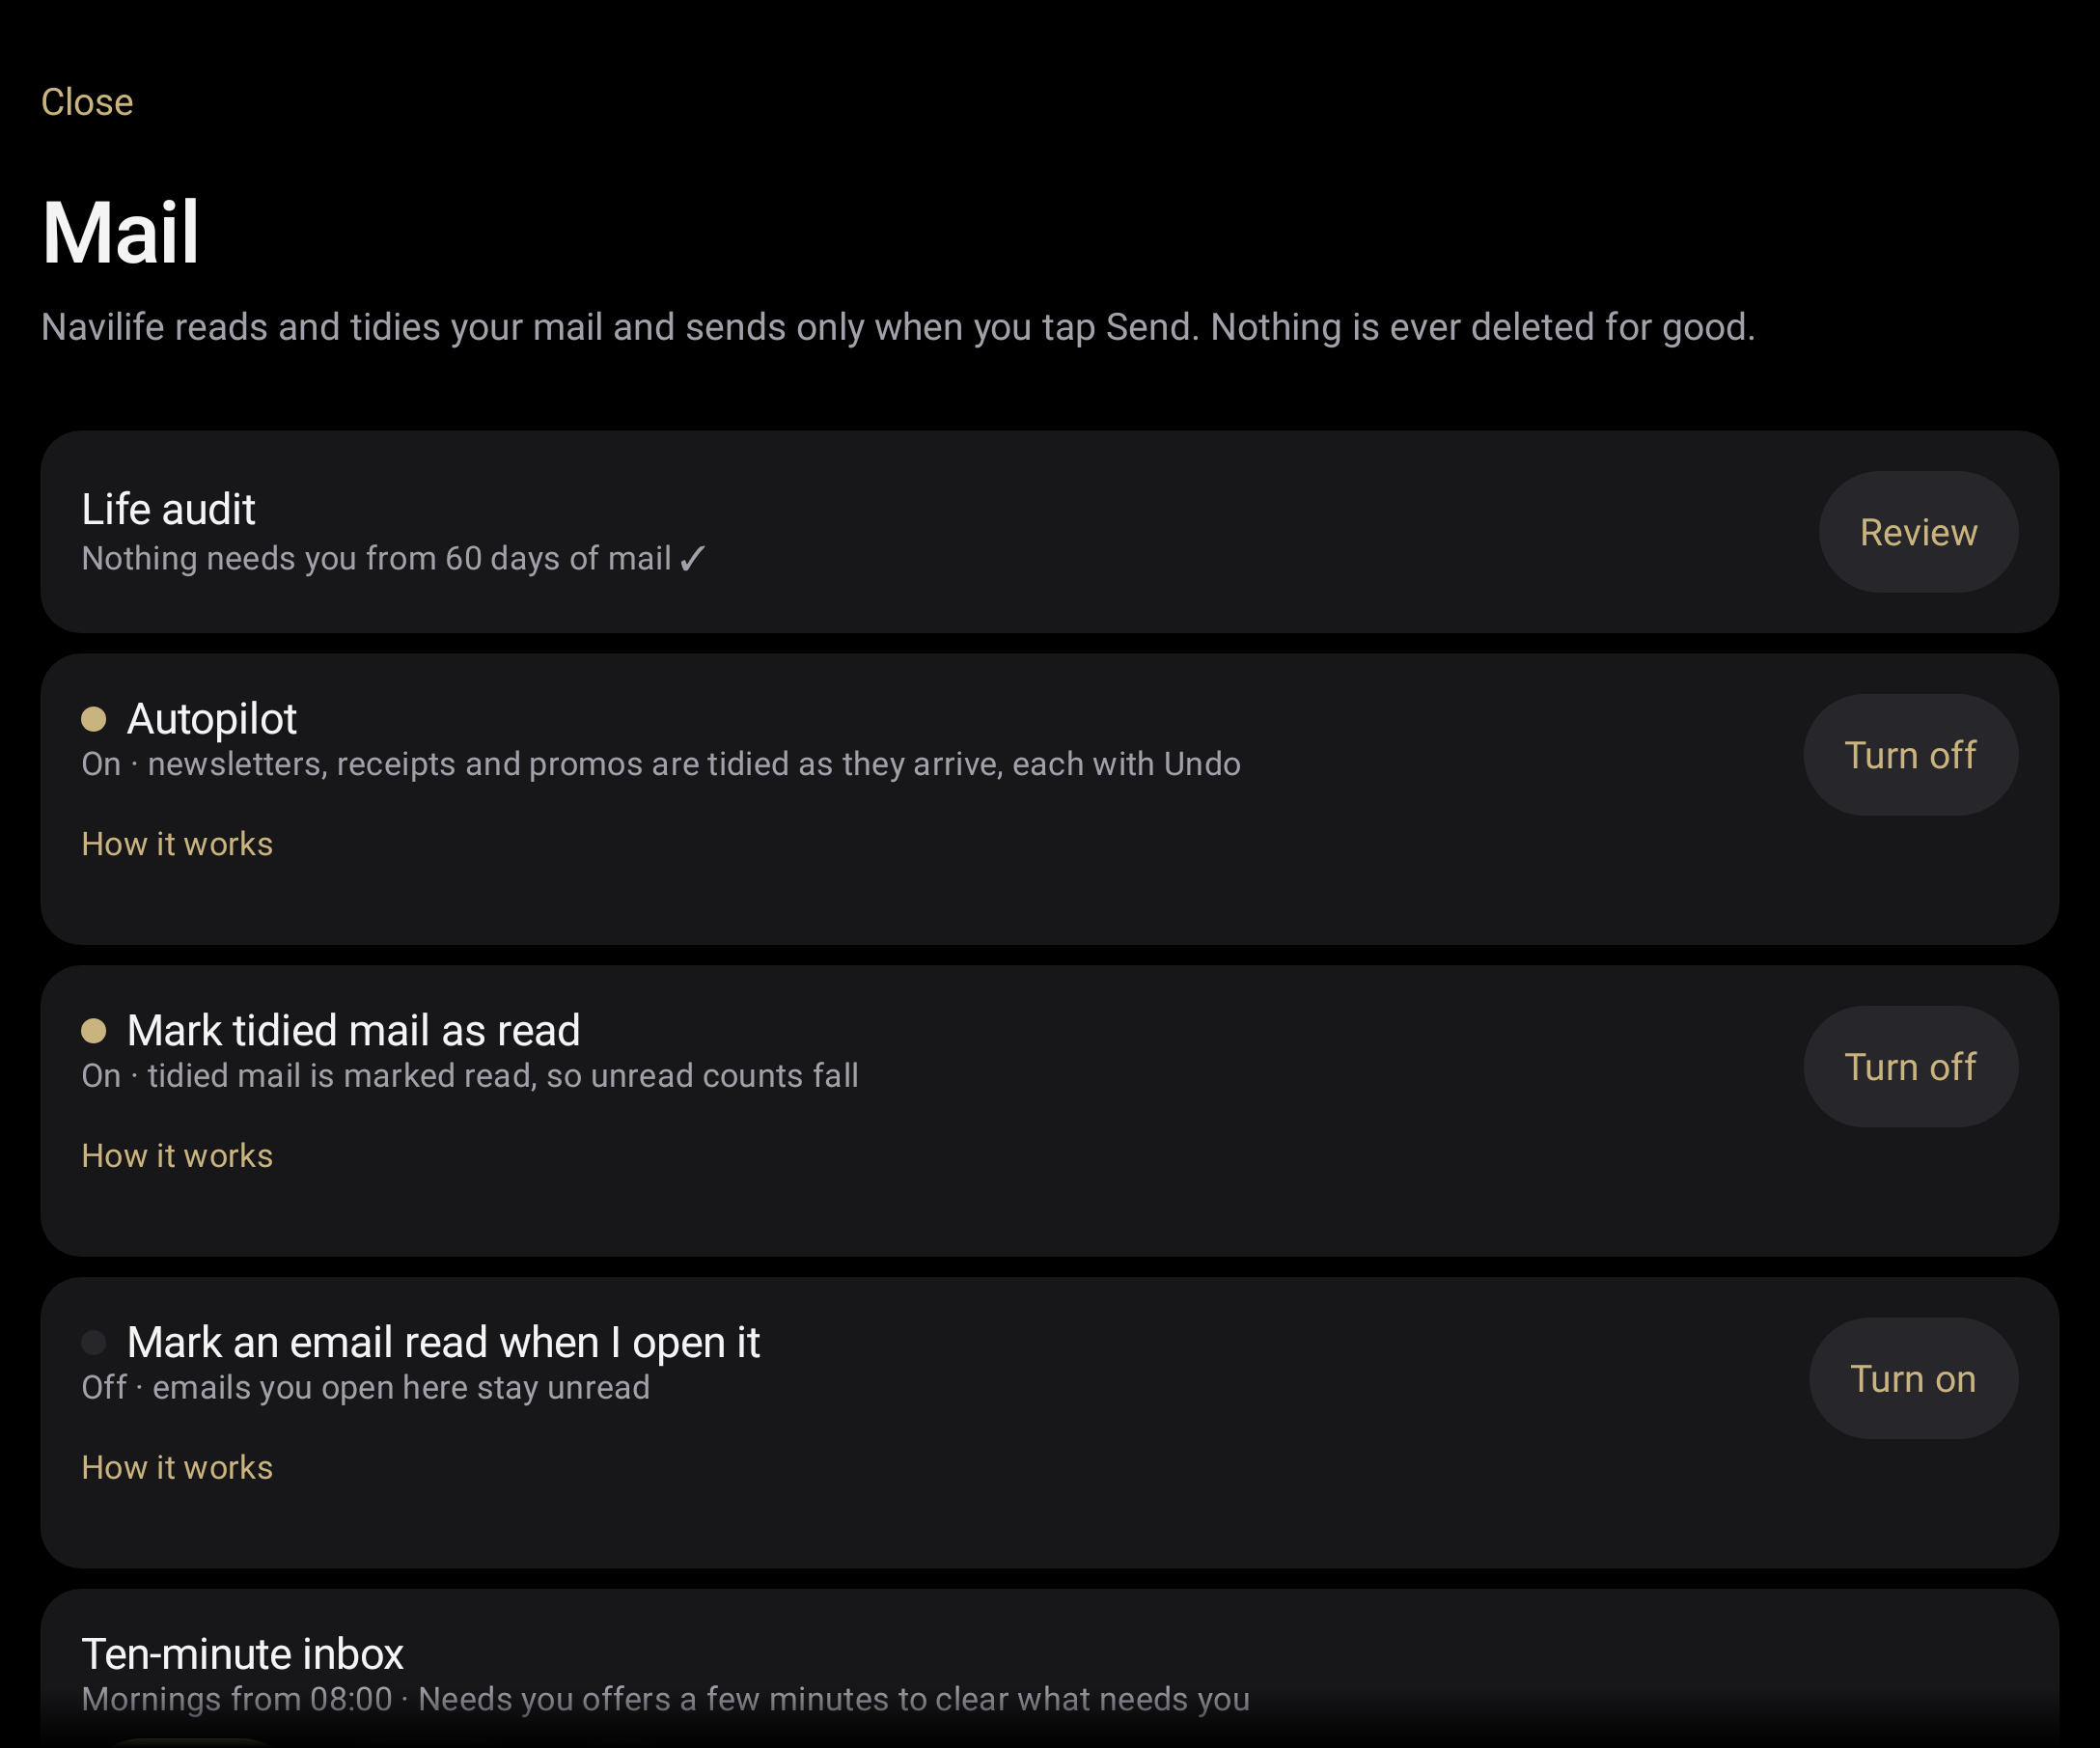 Close
Mail
Navilife reads and tidies your mail and sends only when you tap Send. Nothing is ever deleted for good.
Life audit
Nothing needs you from 60 days of mail ✓
Review
Autopilot
On · newsletters, receipts and promos are tidied as they arrive, each with Undo
Turn off
How it works
Mark tidied mail as read
On · tidied mail is marked read, so unread counts fall
Turn off
How it works
Mark an email read when I open it
Off · emails you open here stay unread
Turn on
How it works
Ten-minute inbox
Mornings from 08:00 · Needs you offers a few minutes to clear what needs you